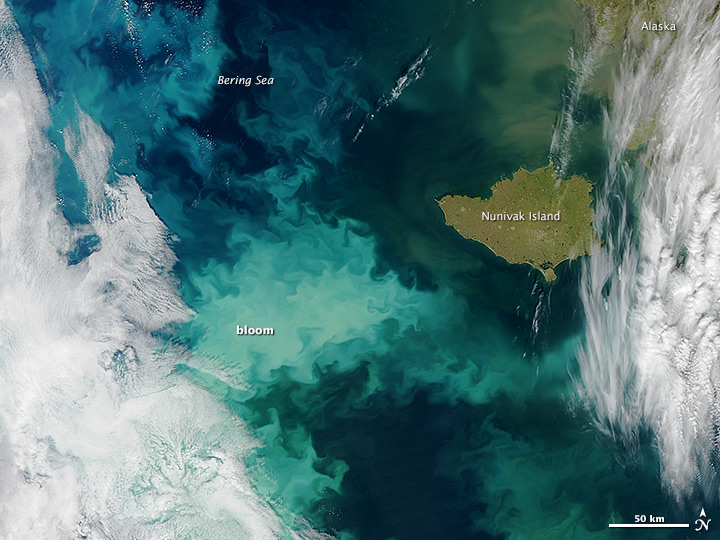 Alaska
Bering Sea
Nunivak Island
bloom
50 km
N